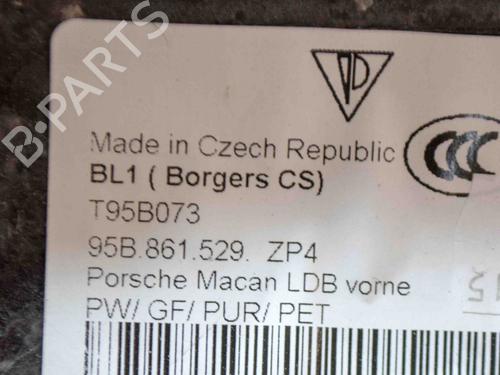 B-PARTS
Made in Czech Republic
BL1 ( Borgers CS)
T95B073
95B.861.529. ZP4
Porsche Macan LDB vorne
PW/ GF/ PUR/ PET